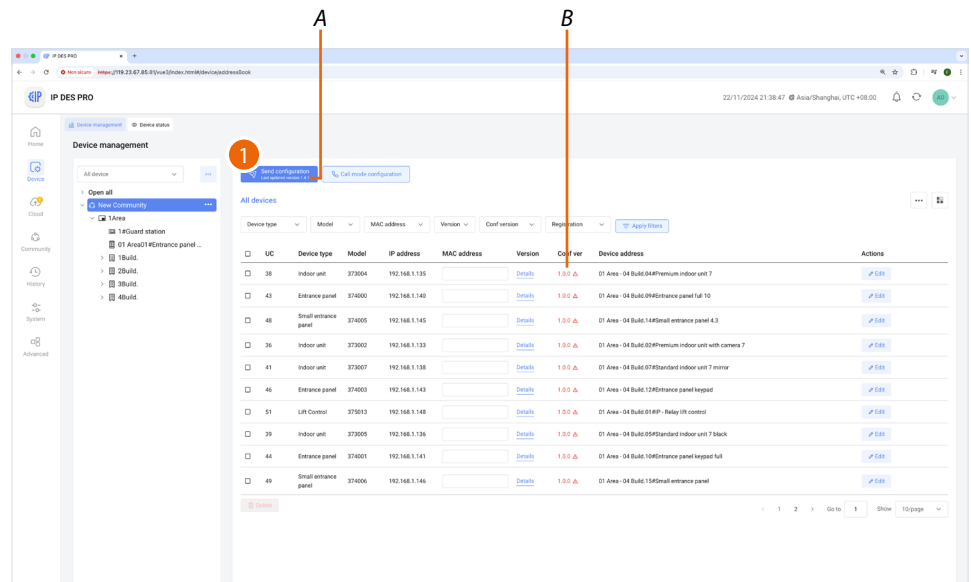 A B
IP DES PRO
Non sicuro https://119.23.67.85:81/vue3/index.html#/device/addressBook
IP DES PRO 22/11/2024 21:38:47 Asia/Shanghai, UTC +08:00 AD
Device management Device status
Home
Device management
1
Device
All device
Send configuration
Call mode configuration
Open all
New Community
All devices
Cloud
1Area
Device type Model MAC address Version Conf version Registration Apply filters
1#Guard station
01 Area01#Entrance panel ...
Community
1Build.
2Build.
3Build.
4Build.
History
System
Advanced
UC Device type Model IP address MAC address Version Conf ver Device address Actions
38 Indoor unit 373004 192.168.1.135 Details 1.0.0 01 Area - 04 Build.04#Premium indoor unit 7 Edit
43 Entrance panel 374000 192.168.1.140 Details 1.0.0 01 Area - 04 Build.09#Entrance panel full 10 Edit
48 Small entrance panel 374005 192.168.1.145 Details 1.0.0 01 Area - 04 Build.14#Small entrance panel 4.3 Edit
36 Indoor unit 373002 192.168.1.133 Details 1.0.0 01 Area - 04 Build.02#Premium indoor unit with camera 7 Edit
41 Indoor unit 373007 192.168.1.138 Details 1.0.0 01 Area - 04 Build.07#Standard indoor unit 7 mirror Edit
46 Entrance panel 374003 192.168.1.143 Details 1.0.0 01 Area - 04 Build.12#Entrance panel keypad Edit
51 Lift Control 375013 192.168.1.148 Details 1.0.0 01 Area - 04 Build.01#IP - Relay lift control Edit
39 Indoor unit 373005 192.168.1.136 Details 1.0.0 01 Area - 04 Build.05#Standard indoor unit 7 black Edit
44 Entrance panel 374001 192.168.1.141 Details 1.0.0 01 Area - 04 Build.10#Entrance panel keypad full Edit
49 Small entrance panel 374006 192.168.1.146 Details 1.0.0 01 Area - 04 Build.15#Small entrance panel Edit
Delete
1 2 Go to 1 Show 10/page